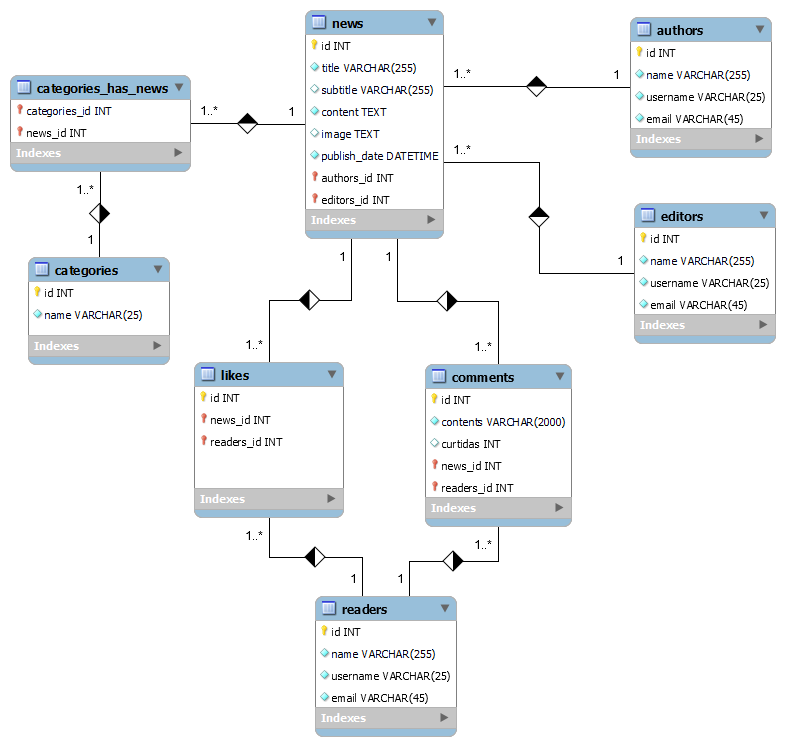 news
id INT
title VARCHAR(255)
subtitle VARCHAR(255)
content TEXT
image TEXT
publish_date DATETIME
authors_id INT
editors_id INT
Indexes
authors
id INT
name VARCHAR(255)
username VARCHAR(25)
email VARCHAR(45)
Indexes
categories_has_news
categories_id INT
news_id INT
Indexes
1..*
1
1..*
1
1..*
1
1..*
1
editors
id INT
name VARCHAR(255)
username VARCHAR(25)
email VARCHAR(45)
Indexes
categories
id INT
name VARCHAR(25)
Indexes
1
1
1..*
1..*
likes
id INT
news_id INT
readers_id INT
Indexes
comments
id INT
contents VARCHAR(2000)
curtidas INT
news_id INT
readers_id INT
Indexes
1..*
1..*
1
1
readers
id INT
name VARCHAR(255)
username VARCHAR(25)
email VARCHAR(45)
Indexes